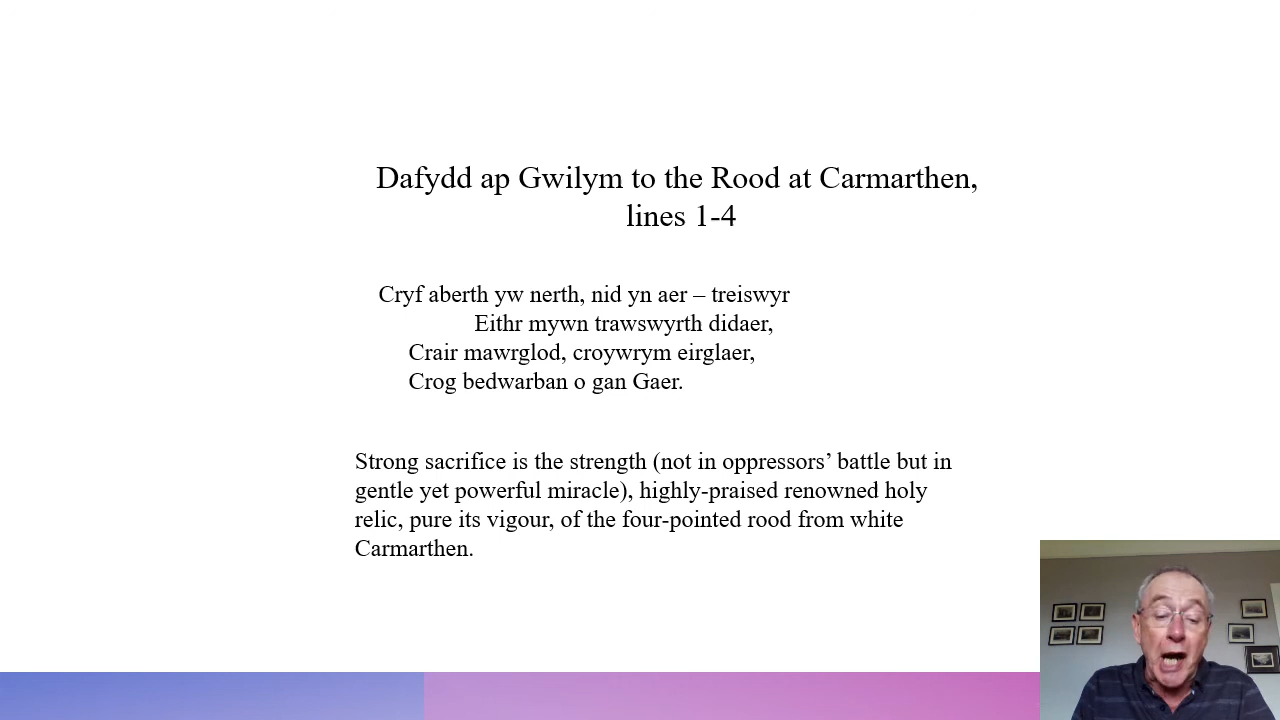 Dafydd ap Gwilym to the Rood at Carmarthen,
lines 1-4
Cryf aberth yw nerth, nid yn aer – treiswyr
Eithr mywn trawswyrth didaer,
Crair mawrglod, croywrym eirglaer,
Crog bedwarban o gan Gaer.
Strong sacrifice is the strength (not in oppressors’ battle but in
gentle yet powerful miracle), highly-praised renowned holy
relic, pure its vigour, of the four-pointed rood from white
Carmarthen.